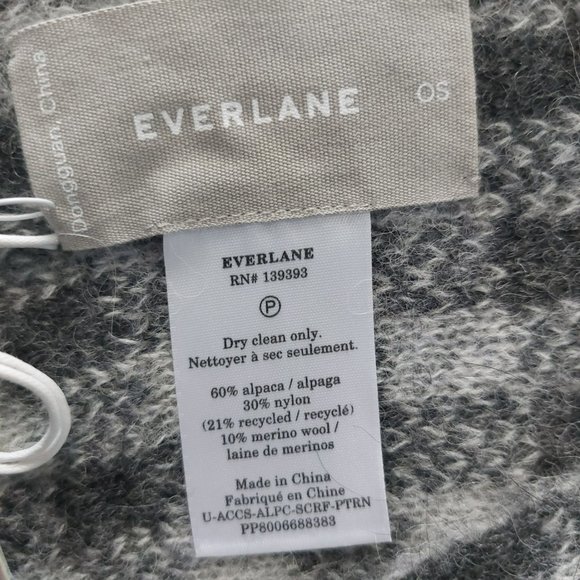 Dongguan, China
EVERLANE
OS
EVERLANE
RN# 139393
P
Dry clean only.
Nettoyer à sec seulement.
60% alpaca / alpaga
30% nylon
(21% recycled / recyclé)
10% merino wool /
laine de merinos
Made in China
Fabriqué en Chine
U-ACCS-ALPC-SCRF-PTRN
PP8006688383